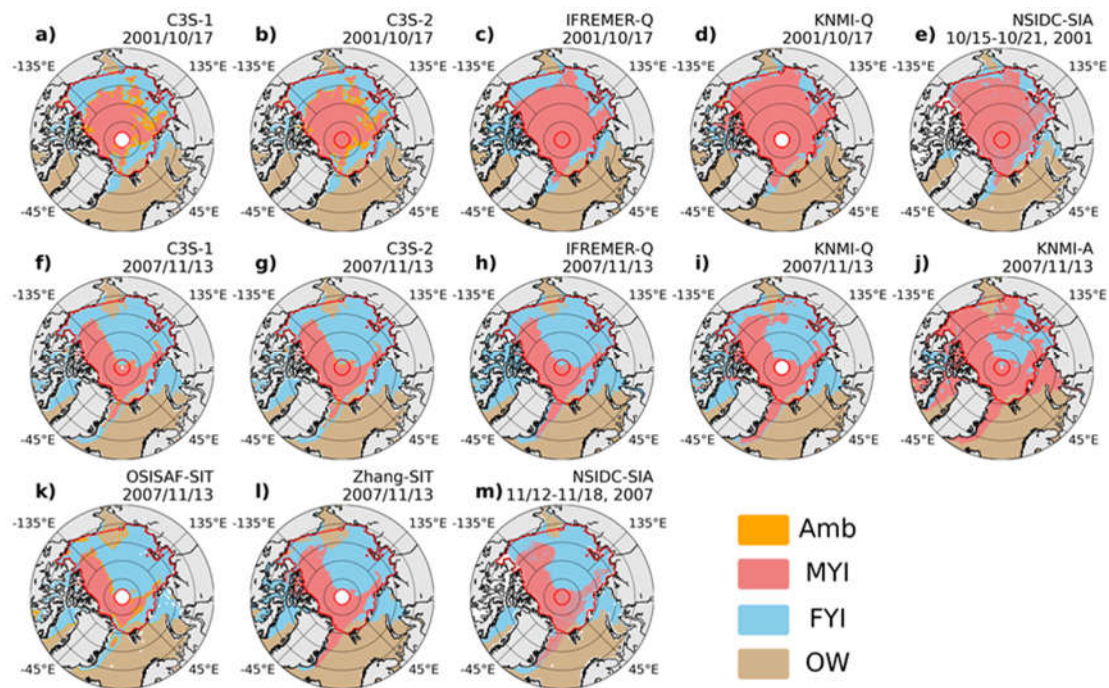 a) C3S-1
2001/10/17
b) C3S-2
2001/10/17
c) IFREMER-Q
2001/10/17
d) KNMI-Q
2001/10/17
e) NSIDC-SIA
10/15-10/21, 2001
-135°E 135°E
-45°E 45°E
-135°E 135°E
-45°E 45°E
-135°E 135°E
-45°E 45°E
-135°E 135°E
-45°E 45°E
-135°E 135°E
-45°E 45°E
f) C3S-1
2007/11/13
g) C3S-2
2007/11/13
h) IFREMER-Q
2007/11/13
i) KNMI-Q
2007/11/13
j) KNMI-A
2007/11/13
-135°E 135°E
-45°E 45°E
-135°E 135°E
-45°E 45°E
-135°E 135°E
-45°E 45°E
-135°E 135°E
-45°E 45°E
-135°E 135°E
-45°E 45°E
k) OSISAF-SIT
2007/11/13
l) Zhang-SIT
2007/11/13
m) NSIDC-SIA
11/12-11/18, 2007
-135°E 135°E
-45°E 45°E
-135°E 135°E
-45°E 45°E
-135°E 135°E
-45°E 45°E
Amb
MYI
FYI
OW